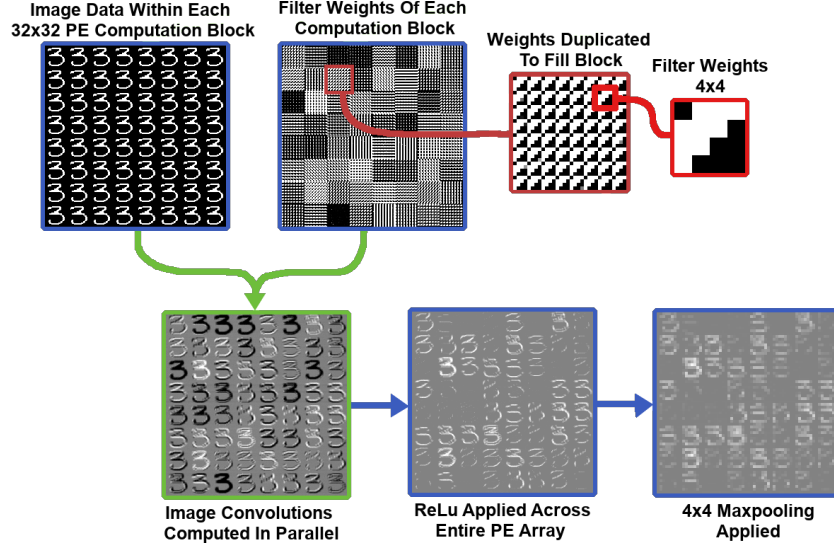 Image Data Within Each
32x32 PE Computation Block
Filter Weights Of Each
Computation Block
Weights Duplicated
To Fill Block
Filter Weights
4x4
Image Convolutions
Computed In Parallel
ReLu Applied Across
Entire PE Array
4x4 Maxpooling
Applied